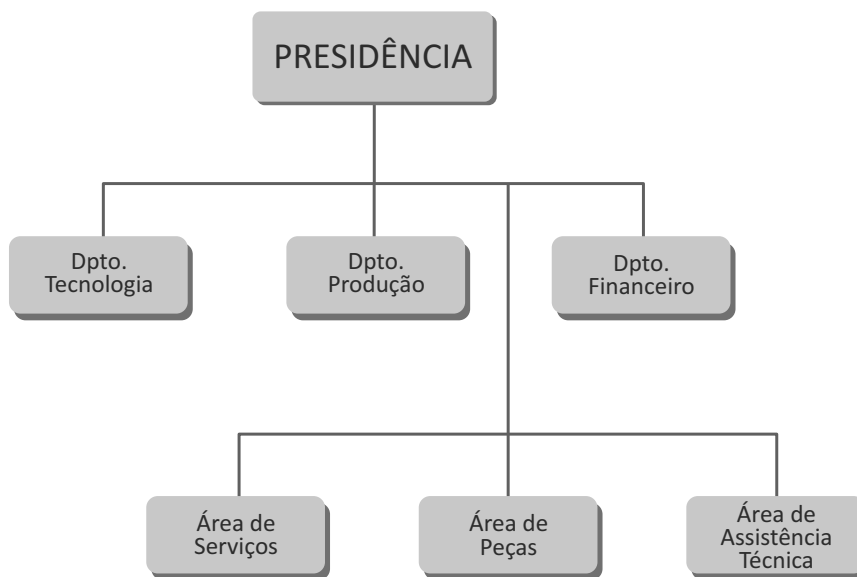 PRESIDÊNCIA
Dpto.
Tecnologia
Dpto.
Produção
Dpto.
Financeiro
Área de
Serviços
Área de
Peças
Área de
Assistência
Técnica